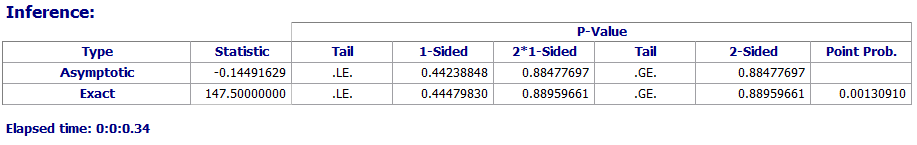 Inference:
P-Value
Type Statistic Tail 1-Sided 2*1-Sided Tail 2-Sided Point Prob.
Asymptotic -0.14491629 .LE. 0.44238848 0.88477697 .GE. 0.88477697
Exact 147.50000000 .LE. 0.44479830 0.88959661 .GE. 0.88959661 0.00130910
Elapsed time: 0:0:0.34